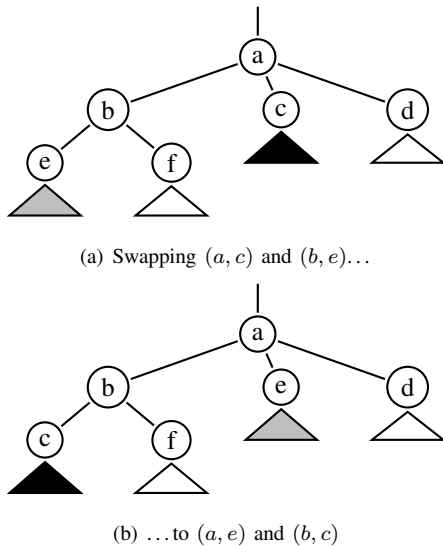 a
b c d
e f
(a) Swapping (a, c) and (b, e)...
a
b e d
c f
(b) ...to (a, e) and (b, c)